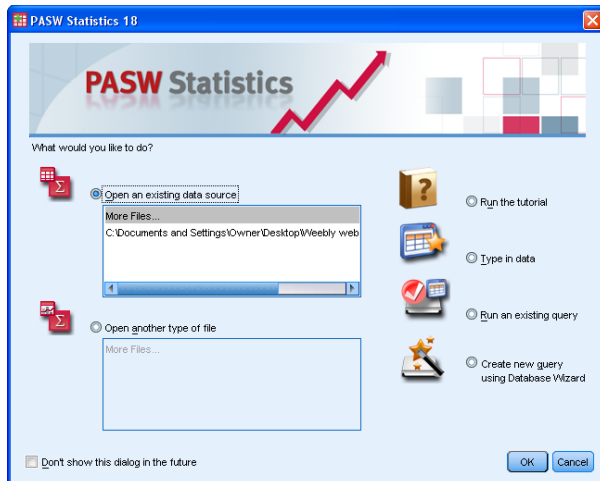 PASW Statistics 18
PASW Statistics
What would you like to do?
Open an existing data source
More Files...
C:\Documents and Settings\Owner\Desktop\Weebly web
Open another type of file
More Files...
Run the tutorial
Type in data
Run an existing query
Create new query
using Database Wizard
Don't show this dialog in the future
OK
Cancel